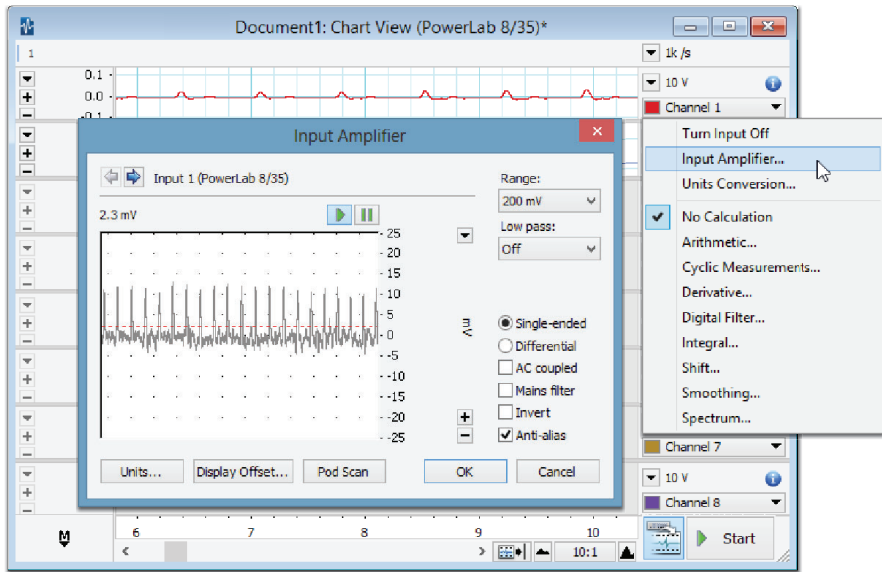 Document1: Chart View (PowerLab 8/35)*
1
1k /s
0.1
0.0
-0.1
10 V
Channel 1
Turn Input Off
Input Amplifier...
Units Conversion...
No Calculation
Arithmetic...
Cyclic Measurements...
Derivative...
Digital Filter...
Integral...
Shift...
Smoothing...
Spectrum...
Input Amplifier
Input 1 (PowerLab 8/35)
Range:
200 mV
2.3 mV
Low pass:
Off
25
20
15
10
5
0
-5
-10
-15
-20
-25
mV
Single-ended
Differential
AC coupled
Mains filter
Invert
Anti-alias
Units...
Display Offset...
Pod Scan
OK
Cancel
Channel 7
10 V
Channel 8
M
6 7 8 9 10
10:1
Start